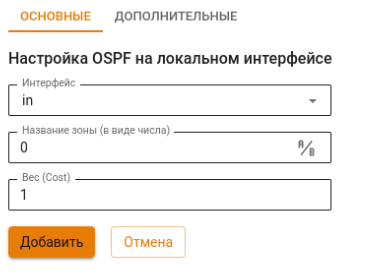 ОСНОВНЫЕ ДОПОЛНИТЕЛЬНЫЕ
Настройка OSPF на локальном интерфейсе
Интерфейс
in
Название зоны (в виде числа)
0 A/B
Вес (Cost)
1
Добавить Отмена